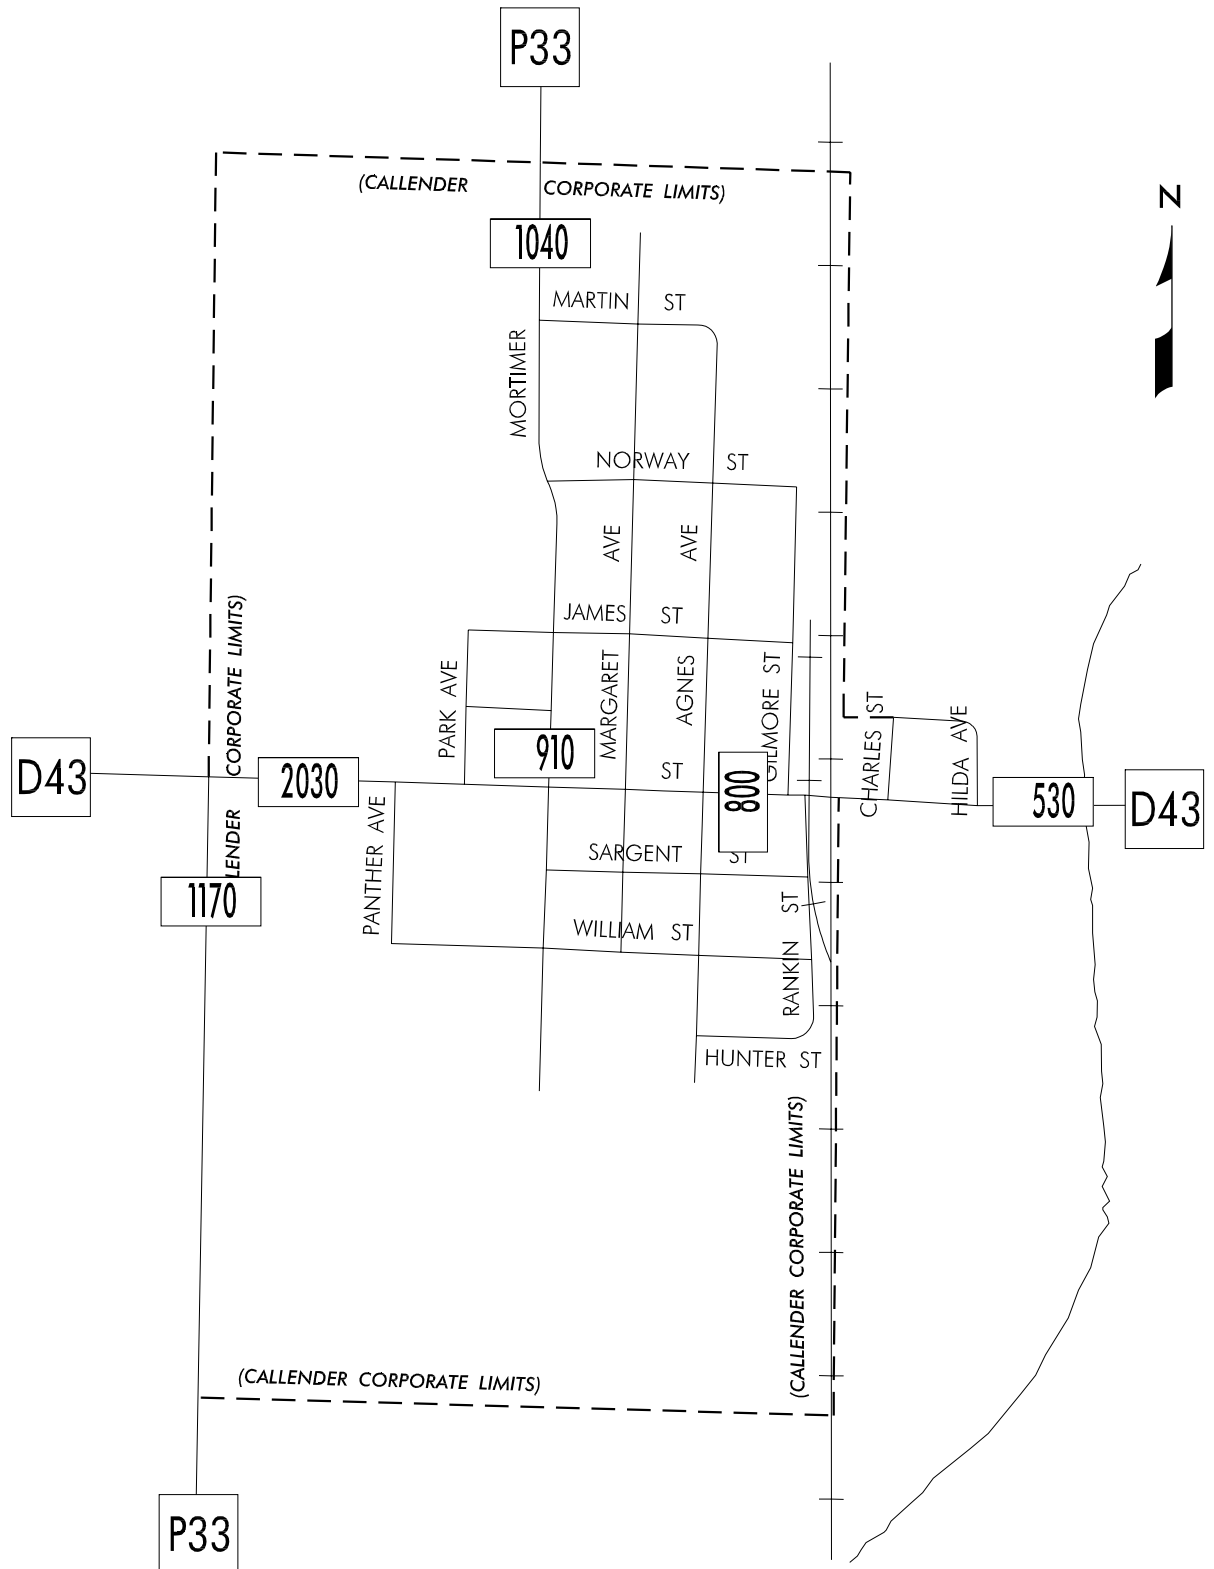 P33
(CALLENDER CORPORATE LIMITS)
N
1040
MARTIN ST
MORTIMER
NORWAY ST
AVE
AVE
JAMES ST
CORPORATE LIMITS)
PARK AVE
MARGARET
AGNES
GILMORE ST
CHARLES ST
HILDA AVE
910
D43
2030
ST
800
530
D43
PANTHER AVE
LENDER
SARGENT ST
1170
WILLIAM ST
RANKIN ST
HUNTER ST
(CALLENDER CORPORATE LIMITS)
(CALLENDER CORPORATE LIMITS)
P33